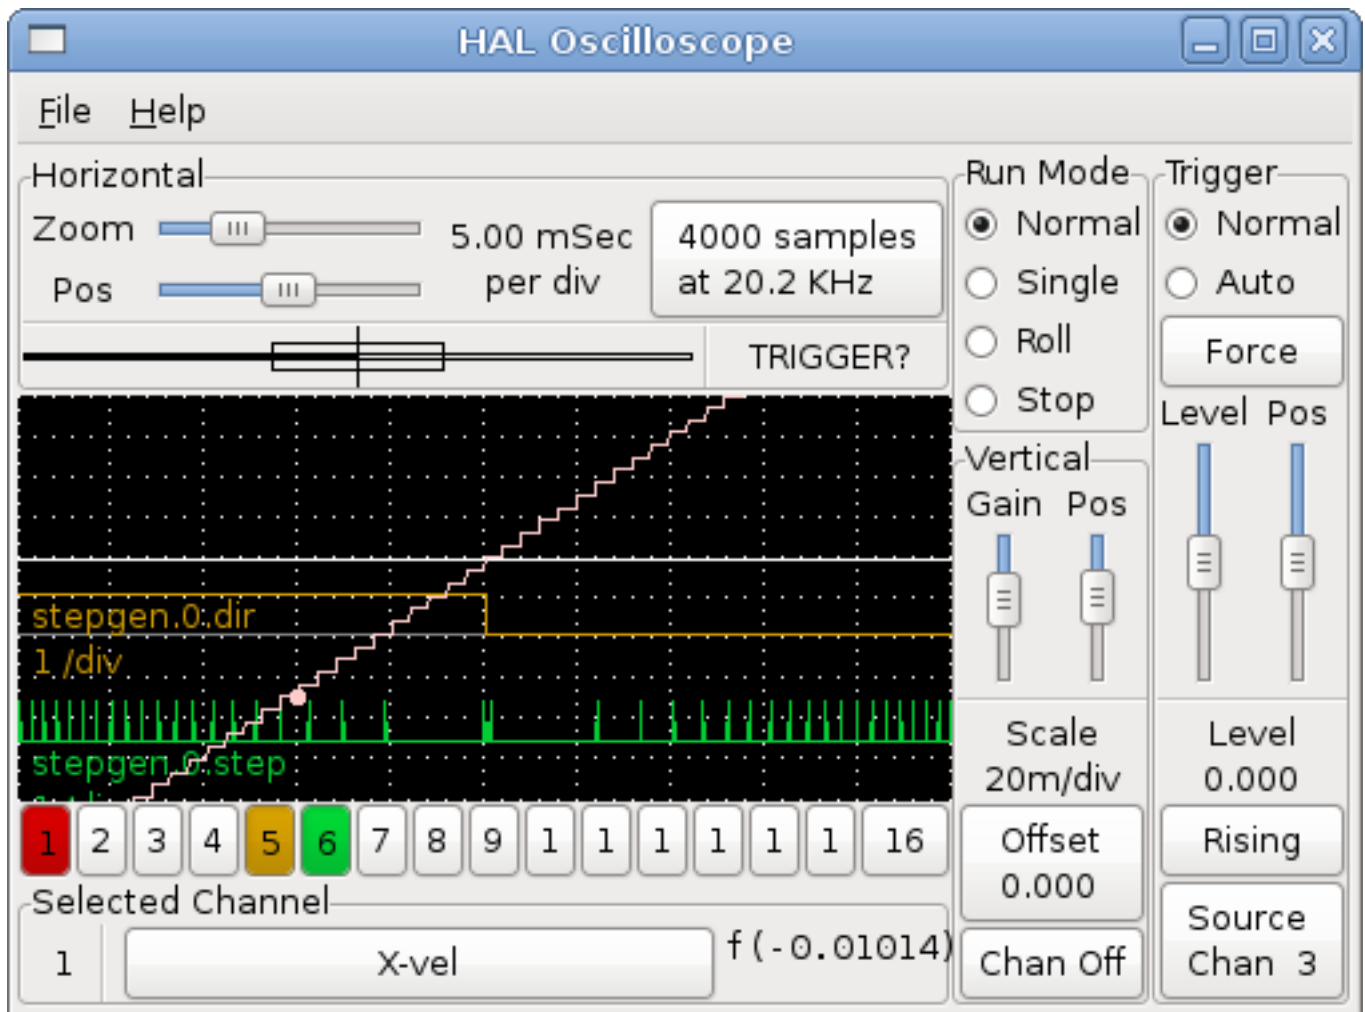 HAL Oscilloscope
File Help
Horizontal
Zoom
Pos
5.00 mSec
per div
4000 samples
at 20.2 KHz
TRIGGER?
Run Mode
Normal
Single
Roll
Stop
Trigger
Normal
Auto
Force
Level Pos
Vertical
Gain Pos
stepgen.0.dir
1 /div
stepgen.0.step
Scale
20m/div
Offset
0.000
Chan Off
Level
0.000
Rising
Source
Chan 3
1 2 3 4 5 6 7 8 9 1 1 1 1 1 1 16
Selected Channel
1
X-vel
f(-0.01014)